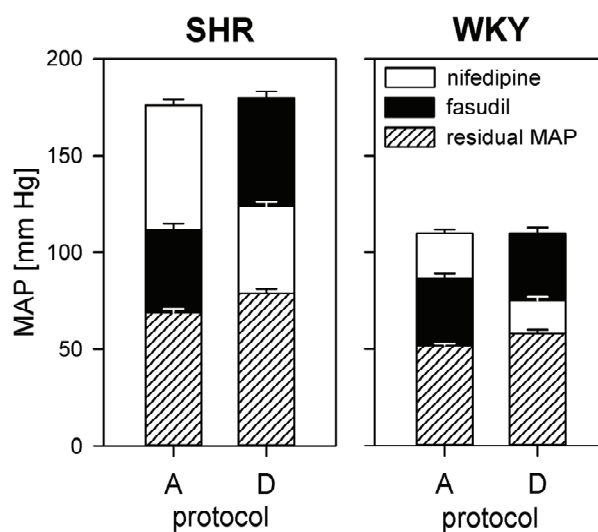 SHR WKY
200
nifedipine
fasudil
residual MAP
150
100
50
0
MAP [mm Hg]
A D A D
protocol protocol